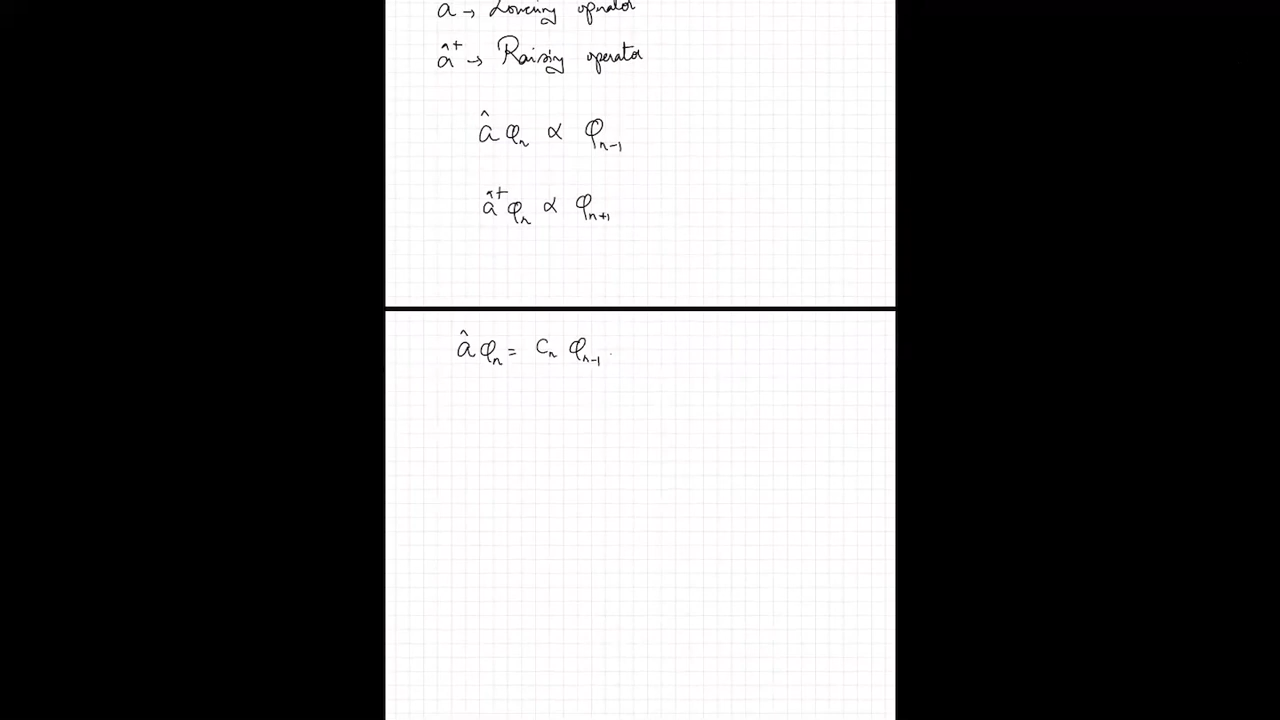 a → Lowering operator
â† → Raising operator
â φₙ ∝ φₙ₋₁
â† φₙ ∝ φₙ₊₁
â φₙ = Cₙ φₙ₋₁